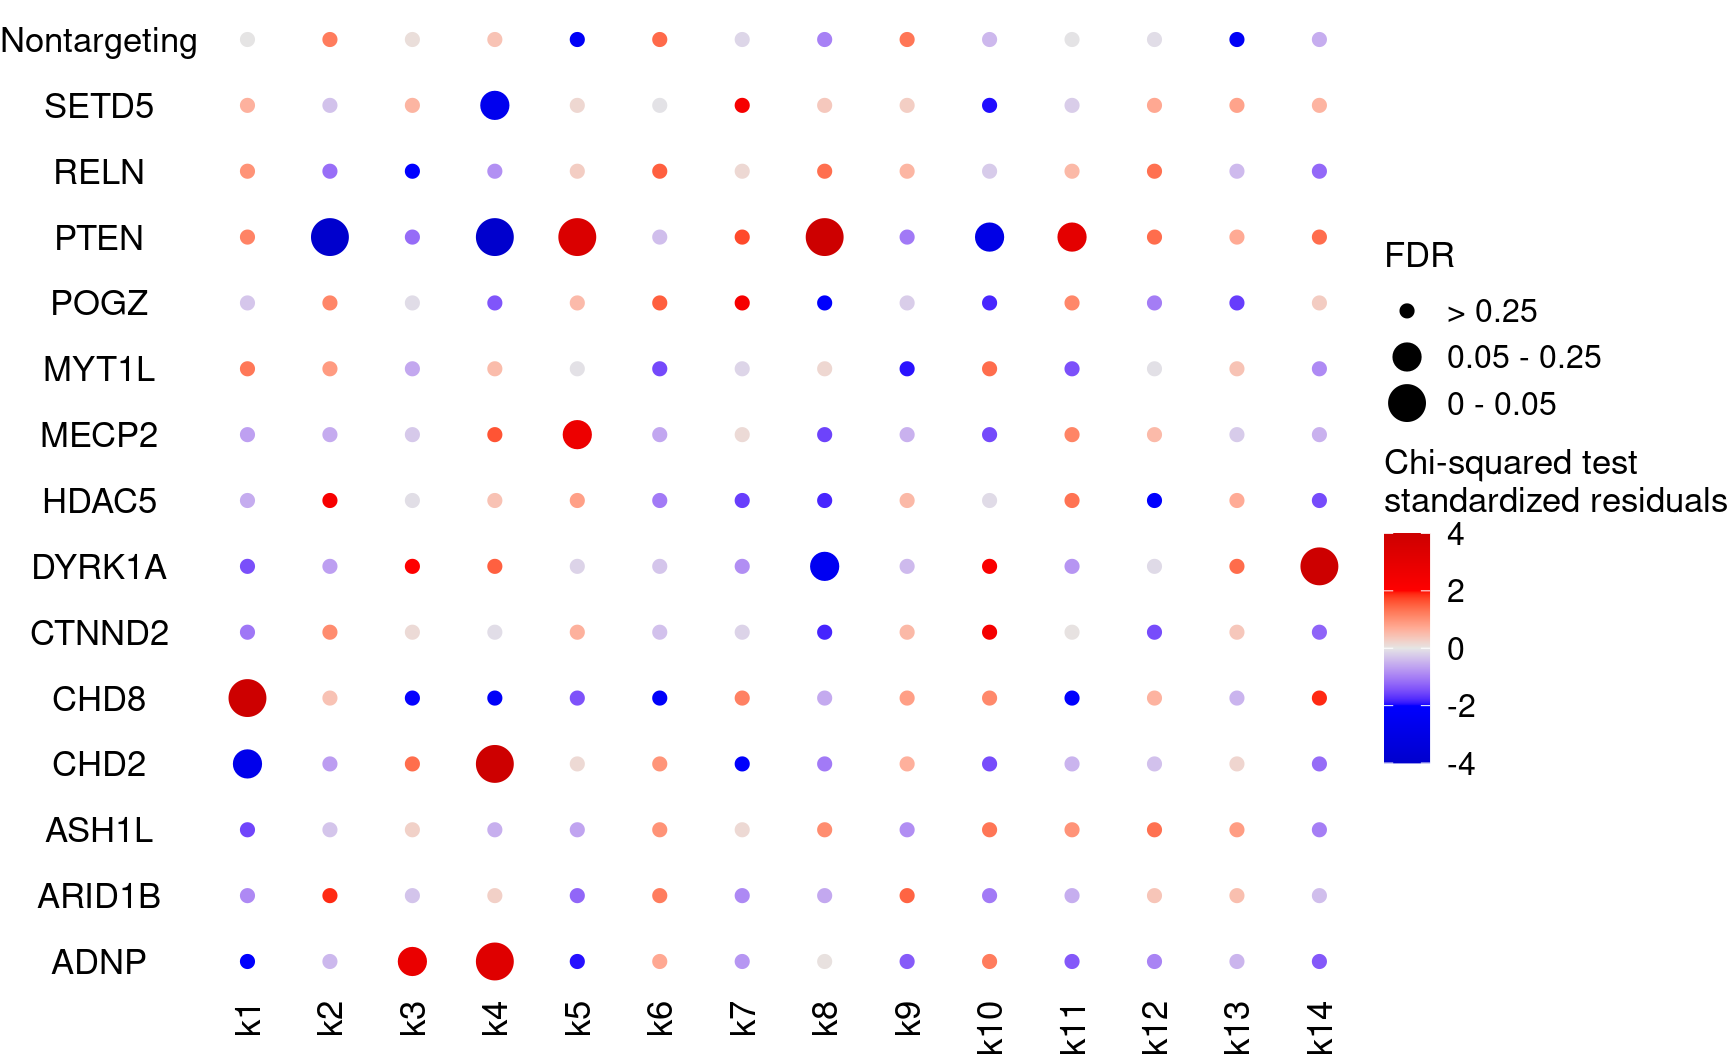 Nontargeting
SETD5
RELN
PTEN
POGZ
MYT1L
MECP2
HDAC5
DYRK1A
CTNND2
CHD8
CHD2
ASH1L
ARID1B
ADNP
k1
k2
k3
k4
k5
k6
k7
k8
k9
k10
k11
k12
k13
k14
FDR
> 0.25
0.05 - 0.25
0 - 0.05
Chi-squared test
standardized residuals
4
2
0
-2
-4